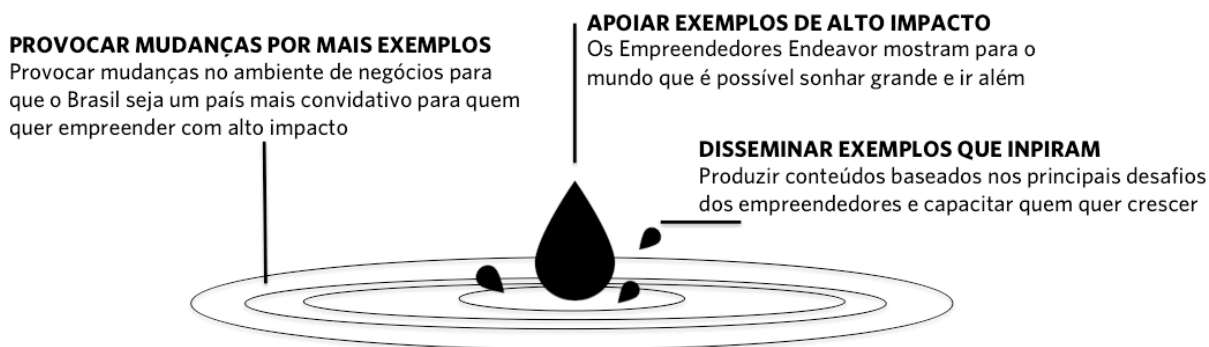 PROVOCAR MUDANÇAS POR MAIS EXEMPLOS
Provocar mudanças no ambiente de negócios para
que o Brasil seja um país mais convidativo para quem
quer empreender com alto impacto
APOIAR EXEMPLOS DE ALTO IMPACTO
Os Empreendedores Endeavor mostram para o
mundo que é possível sonhar grande e ir além
DISSEMINAR EXEMPLOS QUE INPIRAM
Produzir conteúdos baseados nos principais desafios
dos empreendedores e capacitar quem quer crescer